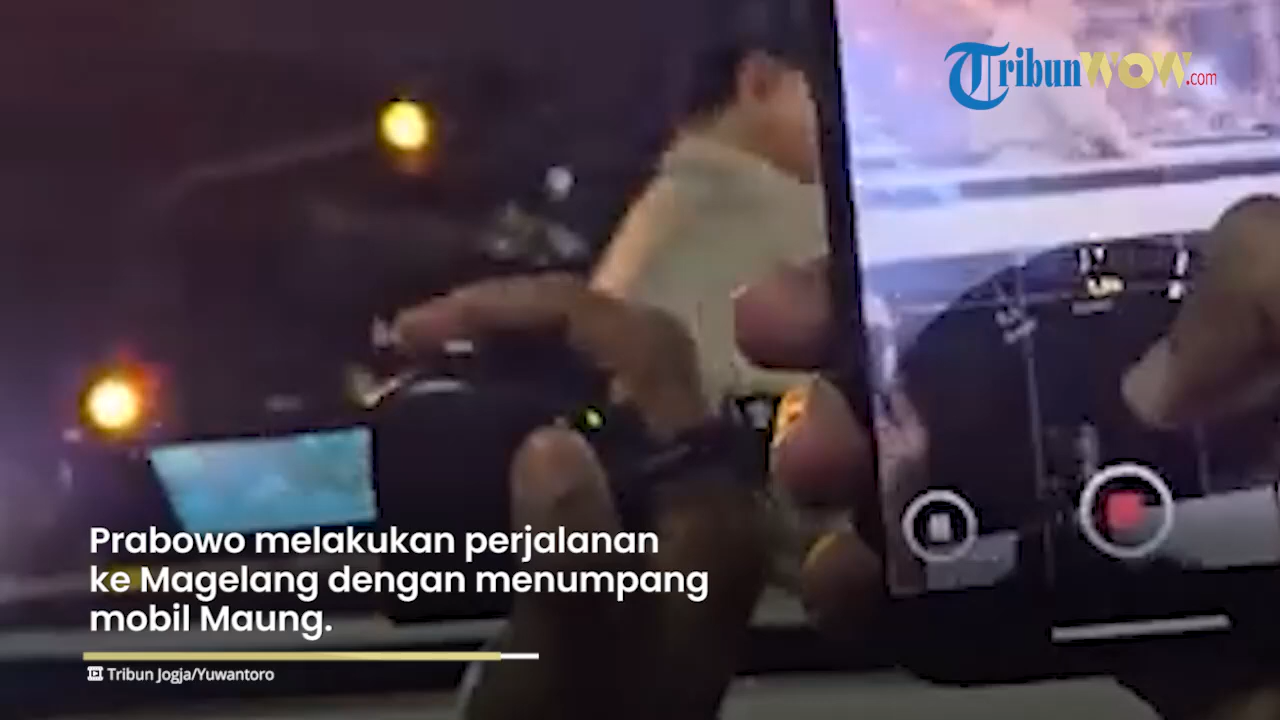 TribunWOW.com
Prabowo melakukan perjalanan
ke Magelang dengan menumpang
mobil Maung.
Tribun Jogja/Yuwantoro